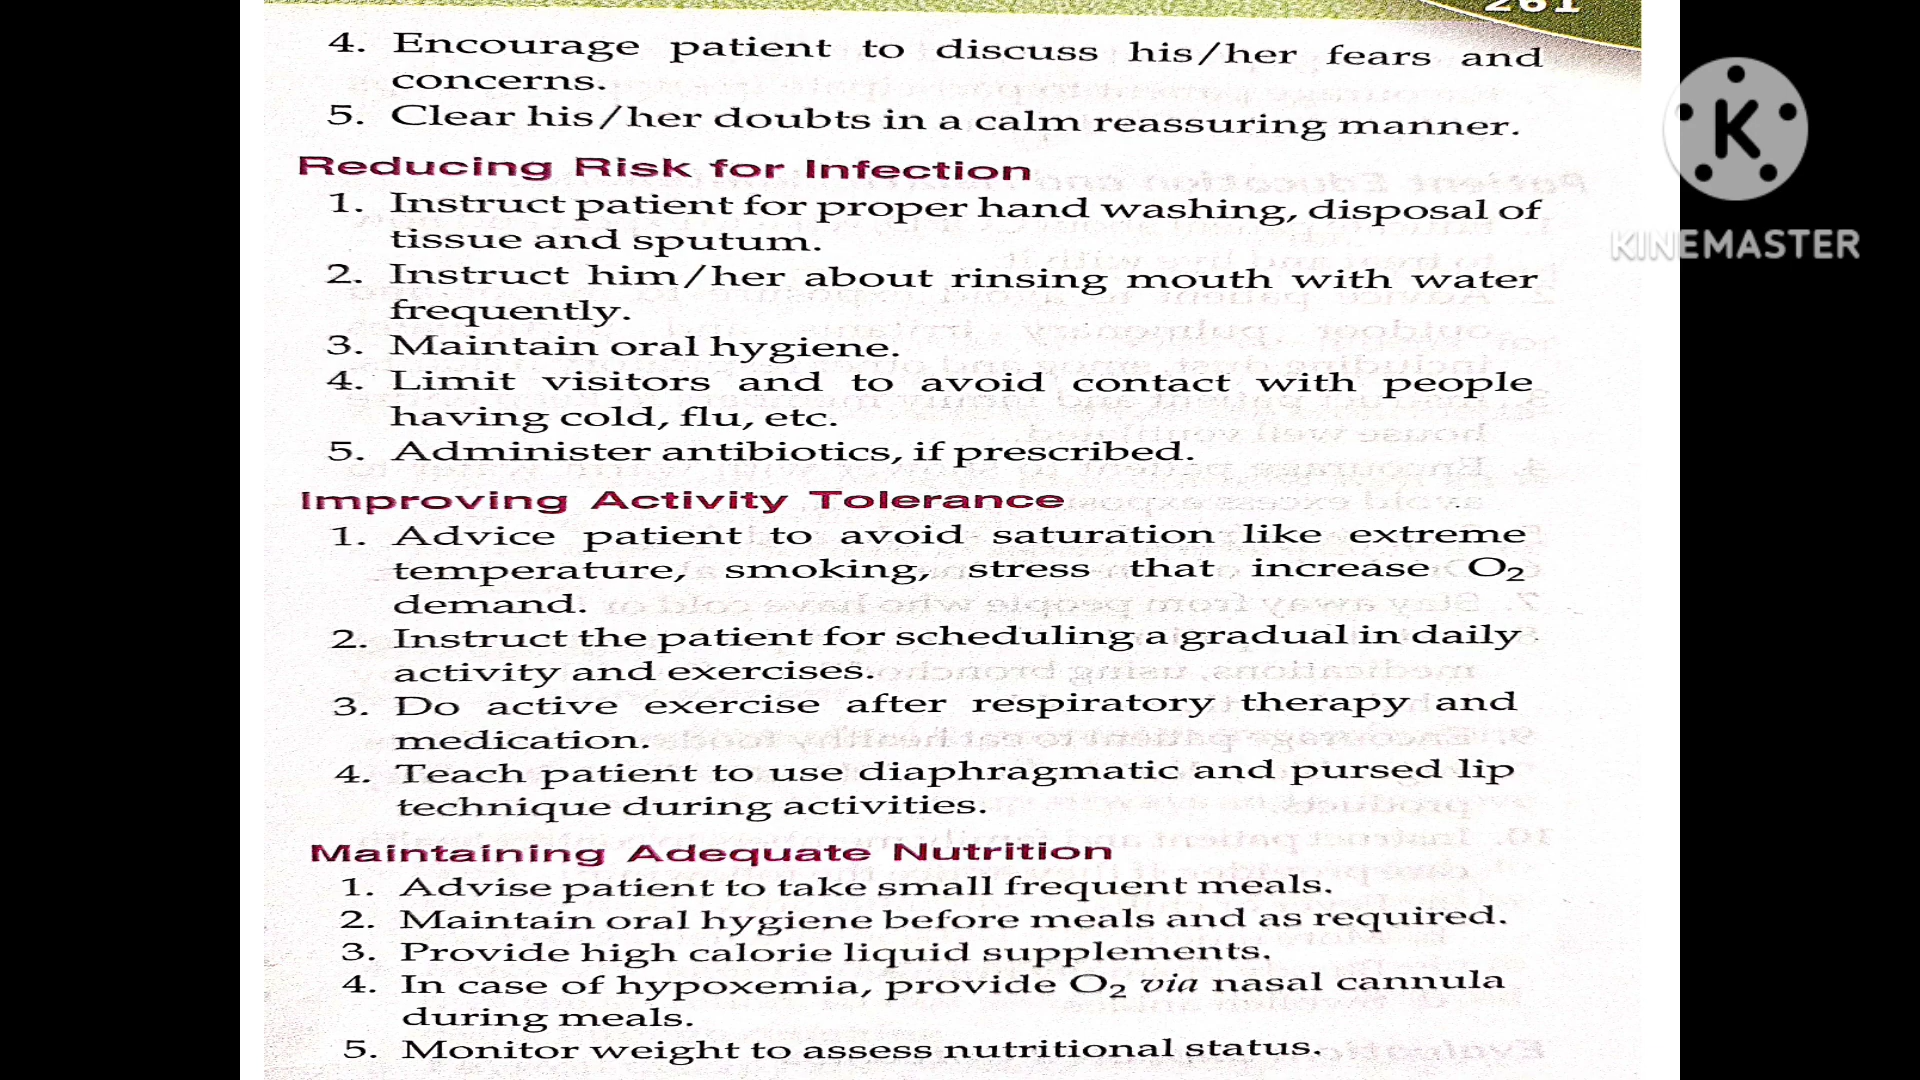 261
4. Encourage patient to discuss his/her fears and
concerns.
5. Clear his/her doubts in a calm reassuring manner.
Reducing Risk for Infection
1. Instruct patient for proper hand washing, disposal of
tissue and sputum.
2. Instruct him/her about rinsing mouth with water
frequently.
3. Maintain oral hygiene.
4. Limit visitors and to avoid contact with people
having cold, flu, etc.
5. Administer antibiotics, if prescribed.
Improving Activity Tolerance
1. Advice patient to avoid saturation like extreme
temperature, smoking, stress that increase O₂
demand.
2. Instruct the patient for scheduling a gradual in daily
activity and exercises.
3. Do active exercise after respiratory therapy and
medication.
4. Teach patient to use diaphragmatic and pursed lip
technique during activities.
Maintaining Adequate Nutrition
1. Advise patient to take small frequent meals.
2. Maintain oral hygiene before meals and as required.
3. Provide high calorie liquid supplements.
4. In case of hypoxemia, provide O₂ via nasal cannula
during meals.
5. Monitor weight to assess nutritional status.
K
KINEMASTER